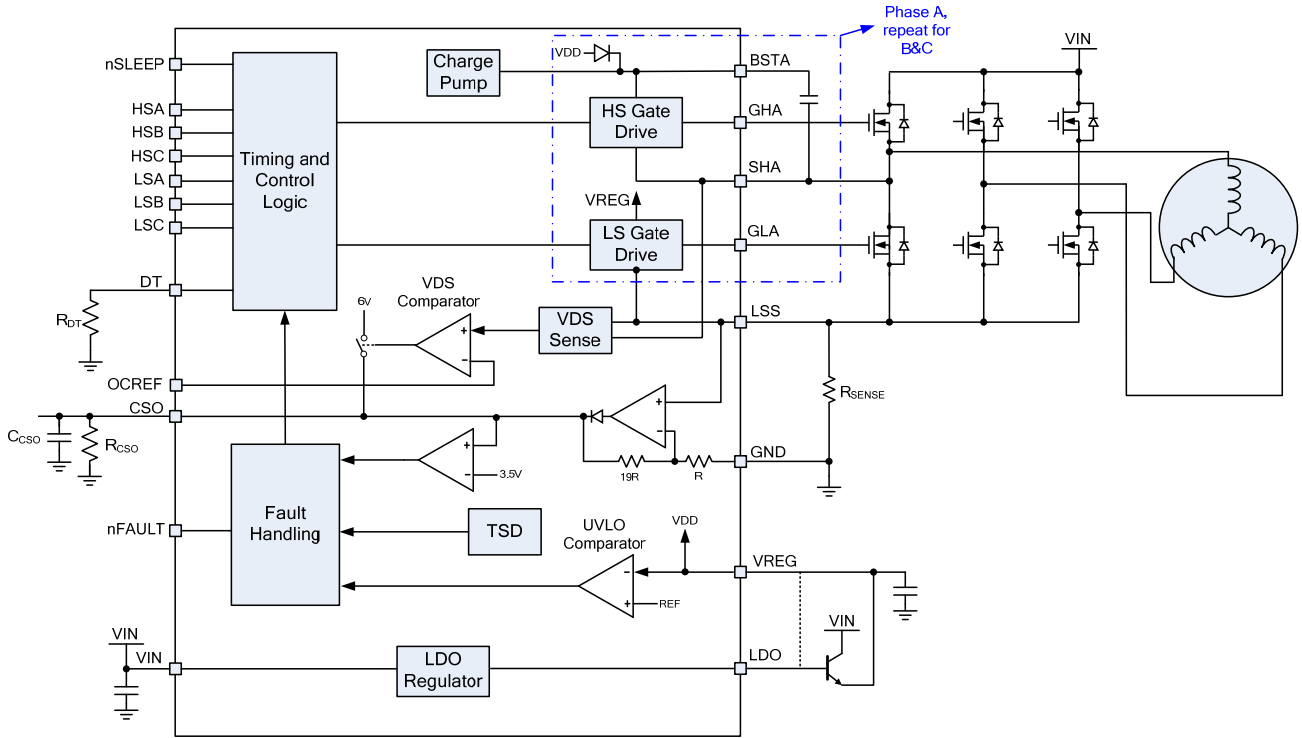 Phase A,
repeat for
B&C
VIN
nSLEEP
HSA
HSB
HSC
LSA
LSB
LSC
DT
RDT
Timing and
Control
Logic
Charge
Pump
VDD
BSTA
HS Gate
Drive
GHA
SHA
VREG
LS Gate
Drive
GLA
VDS
Comparator
6V
+
-
VDS
Sense
LSS
OCREF
CSO
CCSO
RCSO
+
-
RSENSE
19R
R
GND
+
-
3.5V
Fault
Handling
nFAULT
TSD
UVLO
Comparator
VDD
-
+
REF
VREG
VIN
VIN
VIN
LDO
Regulator
LDO